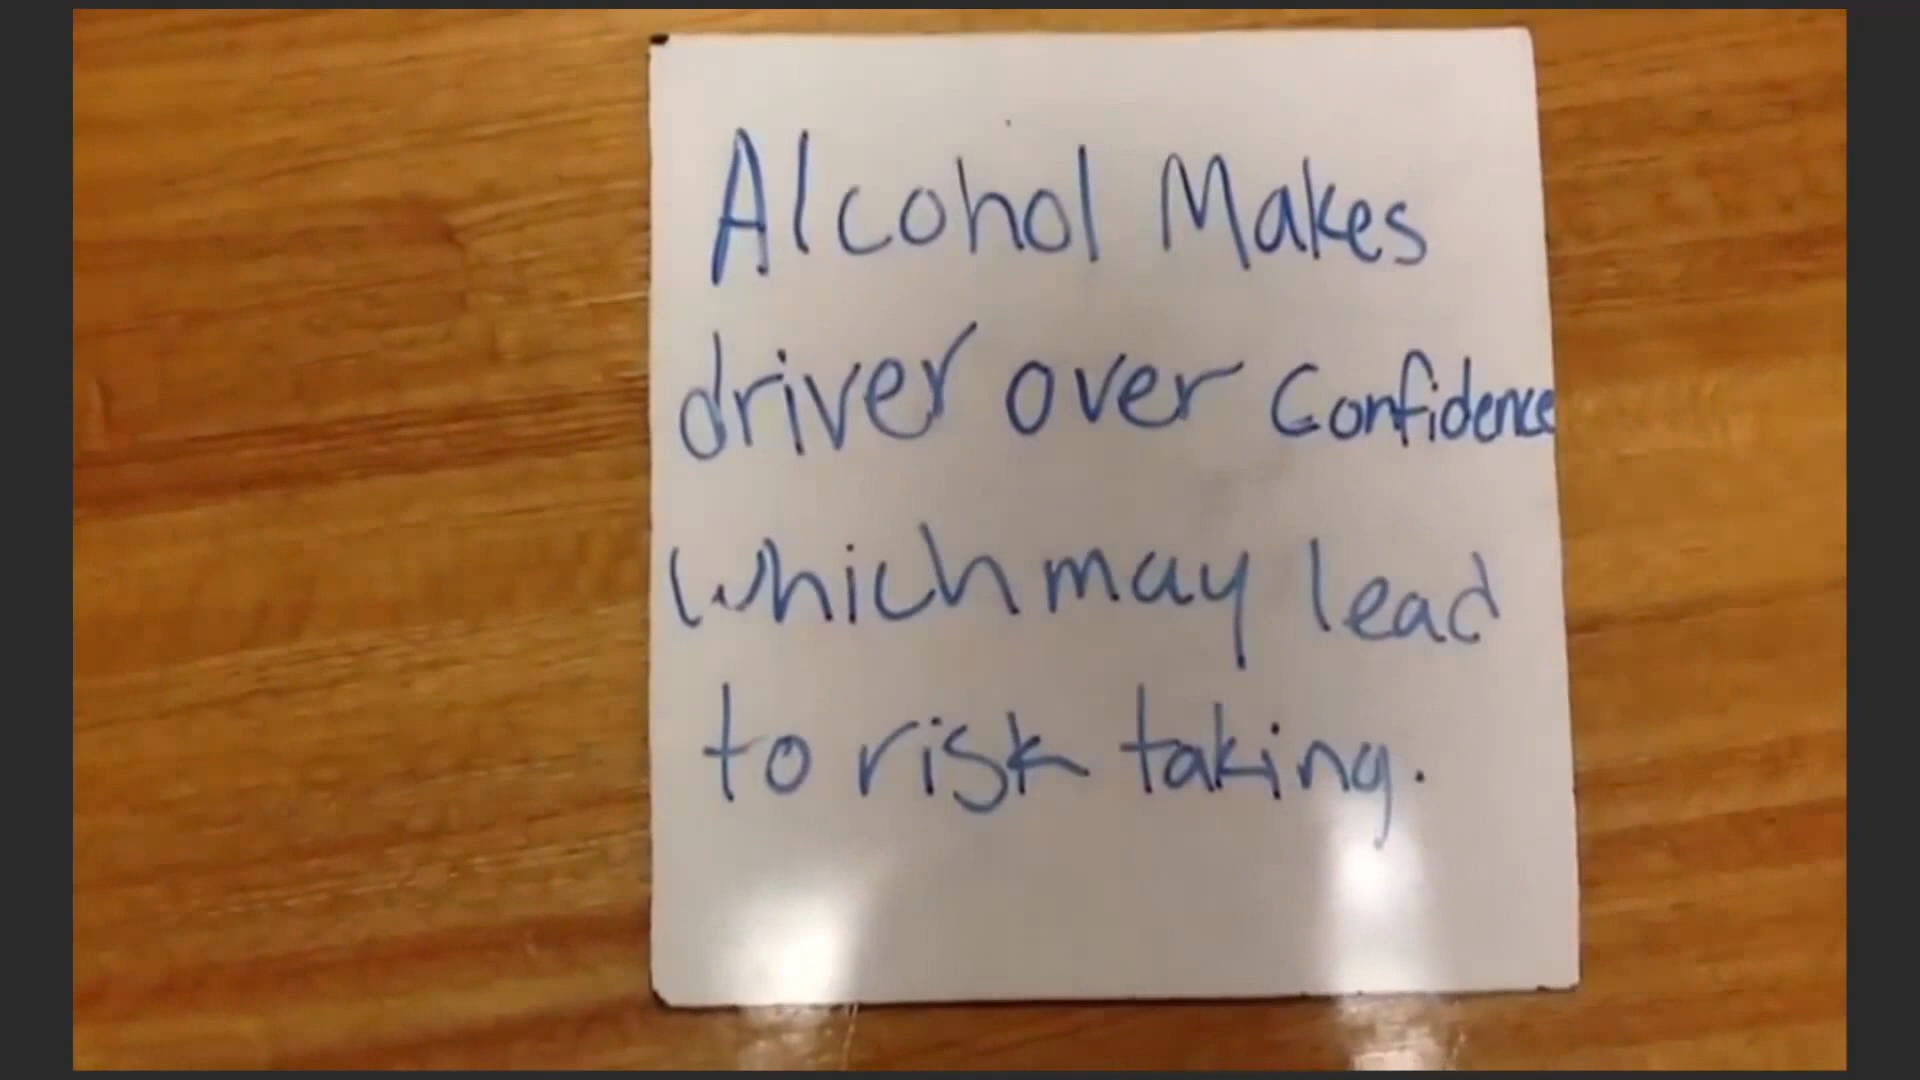 Alcohol Makes
driver over Confidence
which may lead
to risk taking.